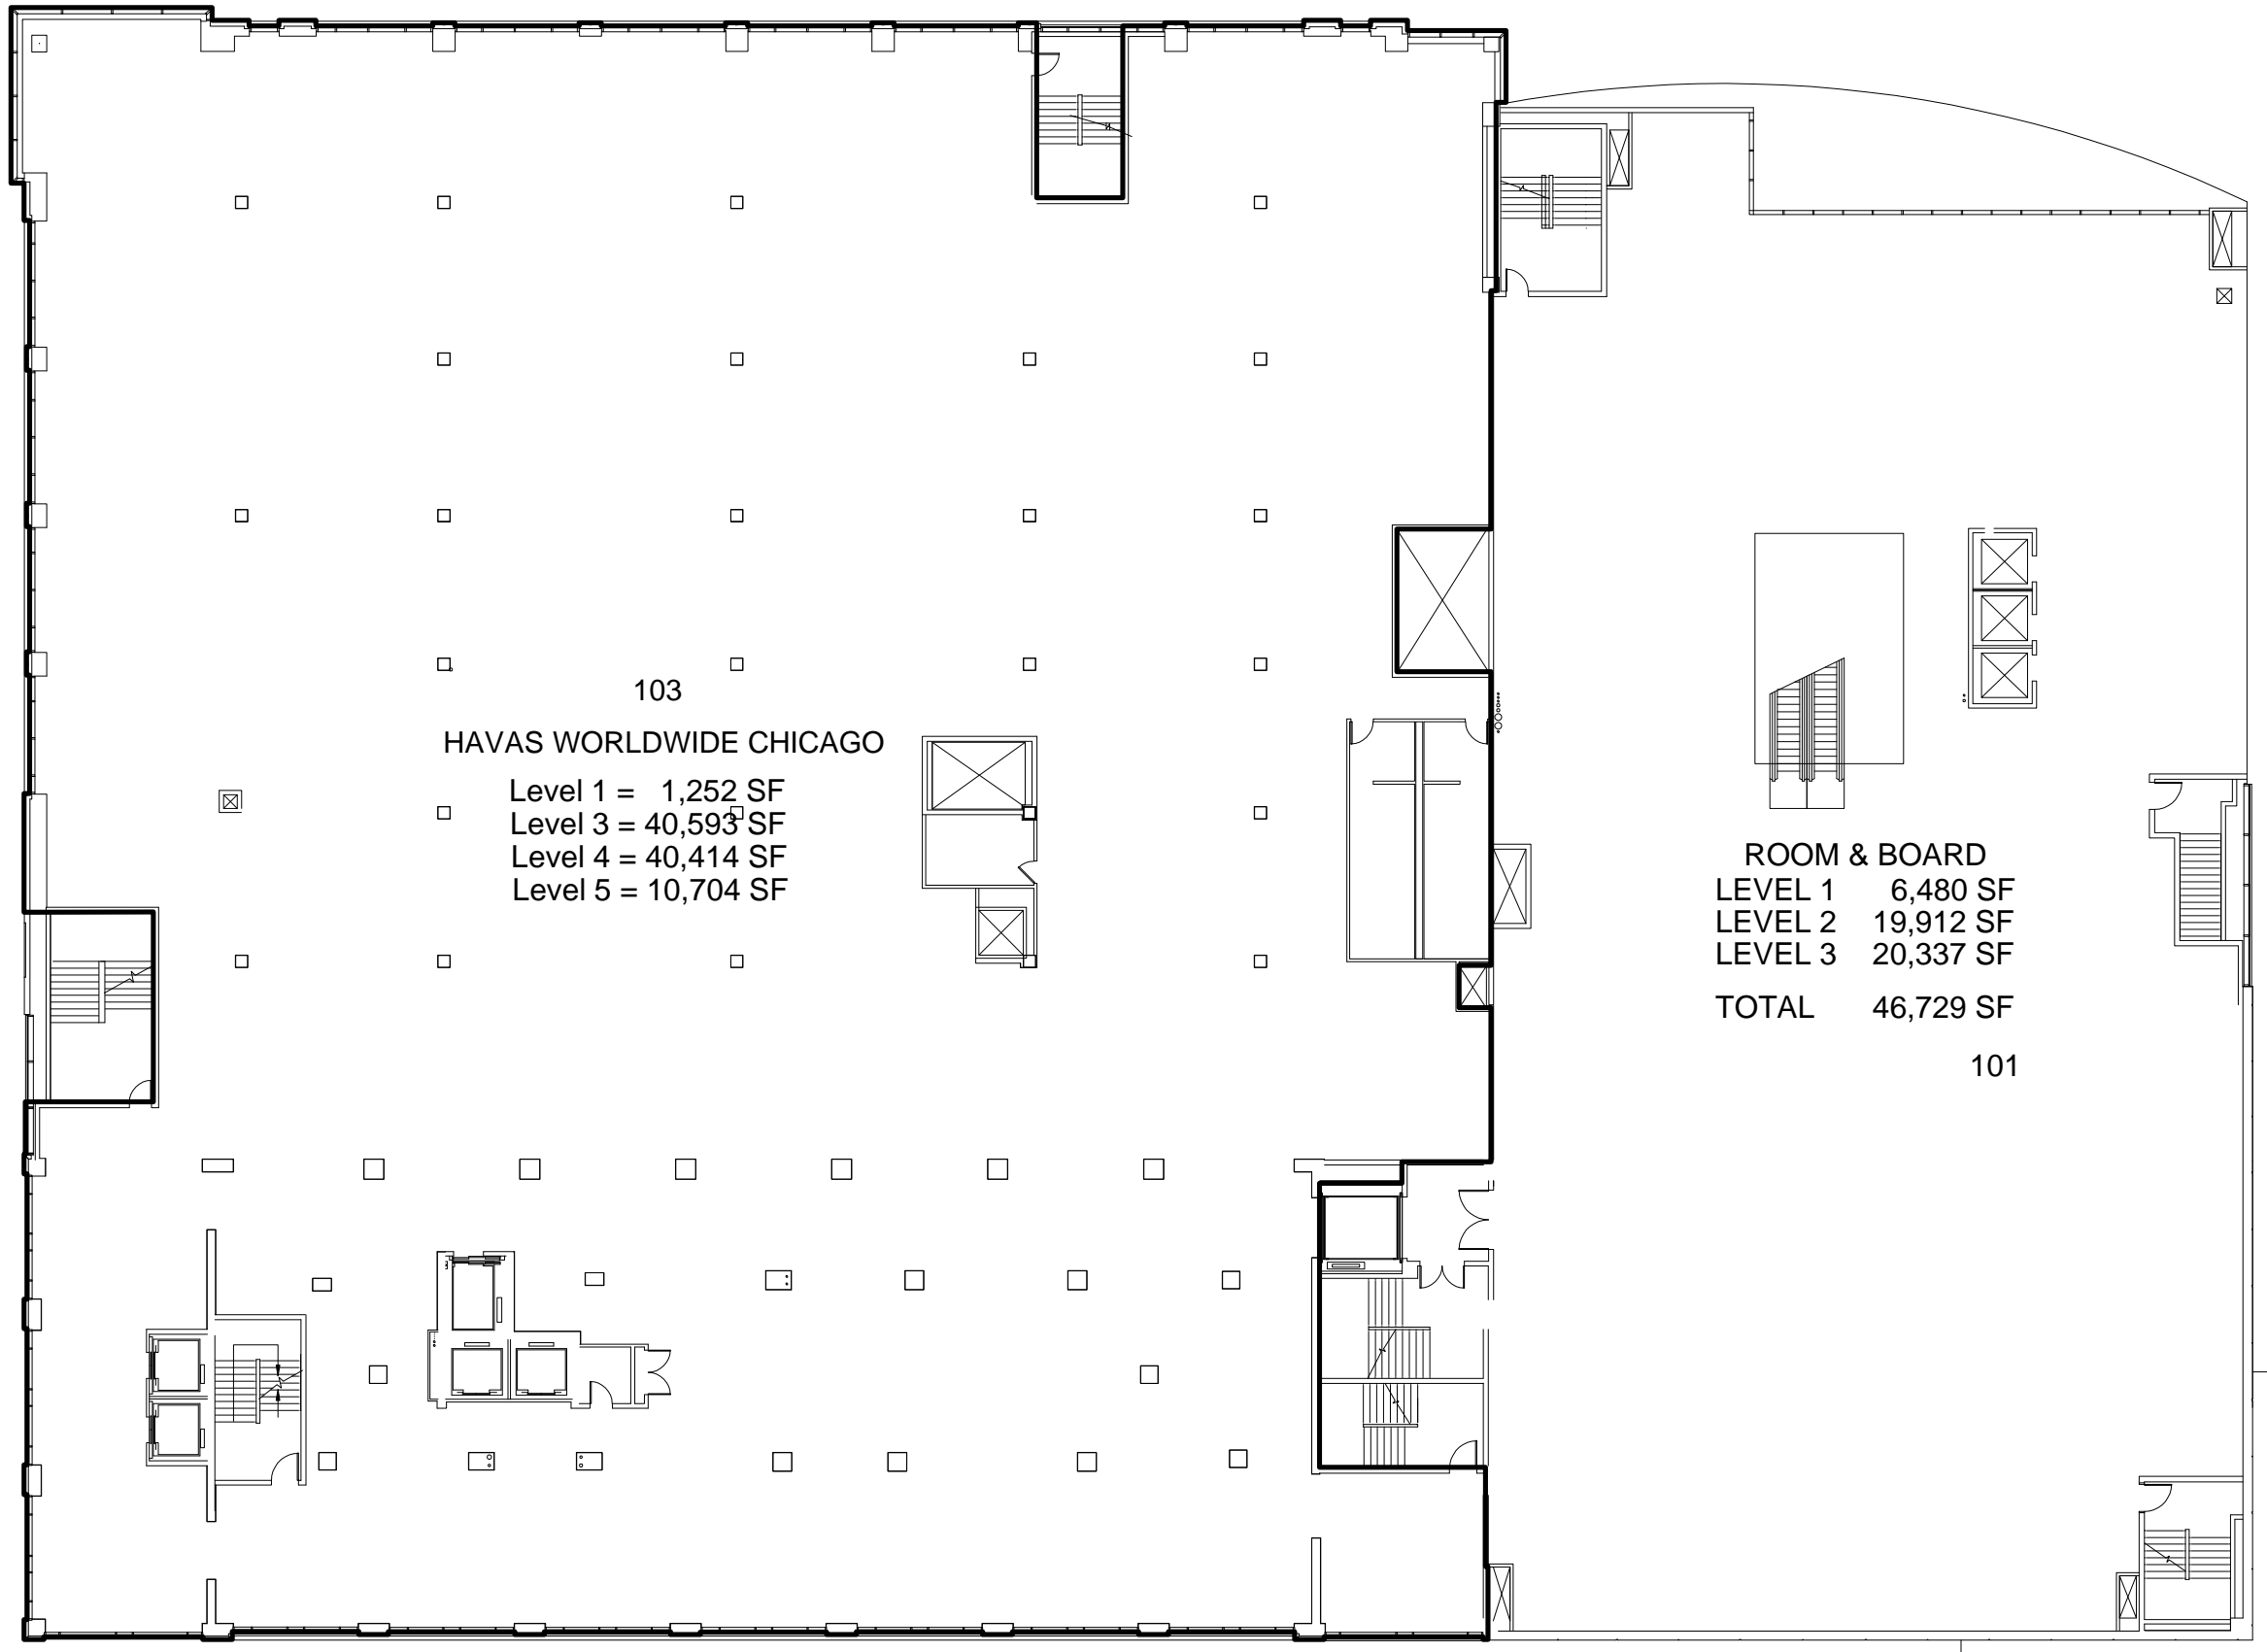 103
HAVAS WORLDWIDE CHICAGO
Level 1 = 1,252 SF
Level 3 = 40,593 SF
Level 4 = 40,414 SF
Level 5 = 10,704 SF
ROOM & BOARD
LEVEL 1 6,480 SF
LEVEL 2 19,912 SF
LEVEL 3 20,337 SF
TOTAL 46,729 SF
101